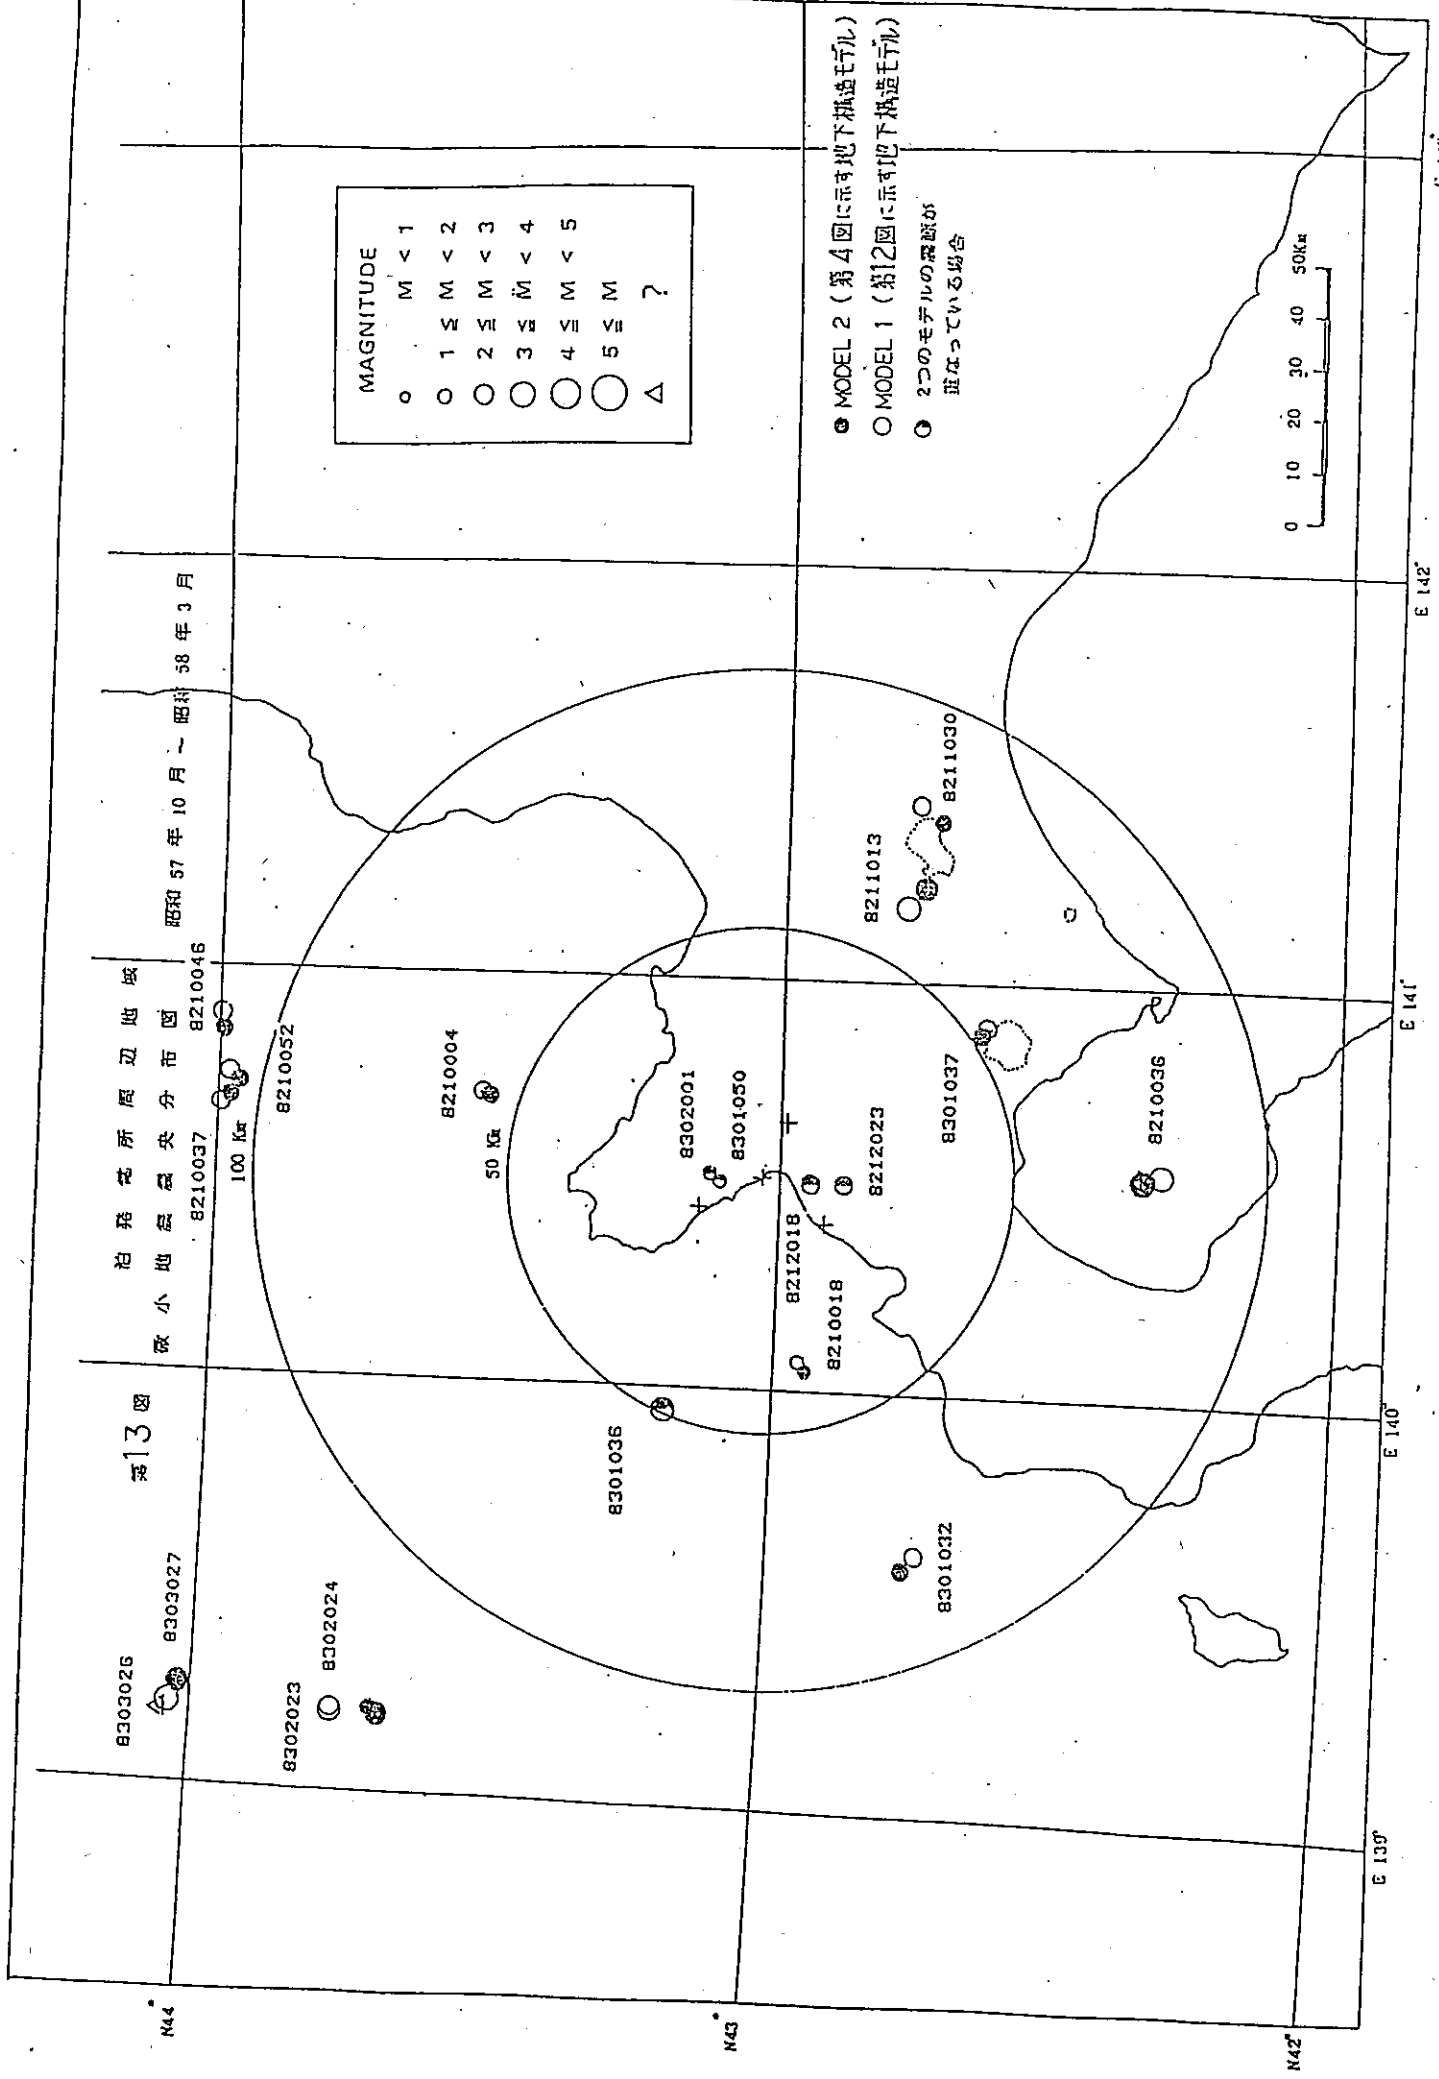 第13図
泊発電所周辺地域
微小地震震央分布図
昭和57年10月～昭和58年3月
MAGNITUDE
M < 1
1 ≦ M < 2
2 ≦ M < 3
3 ≦ M < 4
4 ≦ M < 5
5 ≦ M
?
MODEL 2 (第4図に示す地下構造モデル)
MODEL 1 (第12図に示す地下構造モデル)
2つのモデルの震源が
重なっている場合
0 10 20 30 40 50Km
8303026
8303027
8302023
8302024
8210037
8210046
8210052
100 Km
8210004
50 Km
8301036
8302001
8301050
8212018
8212023
8210018
8301032
8301037
8211013
8211030
8210036
N44°
N43°
N42°
E 139°
E 140°
E 141°
E 142°